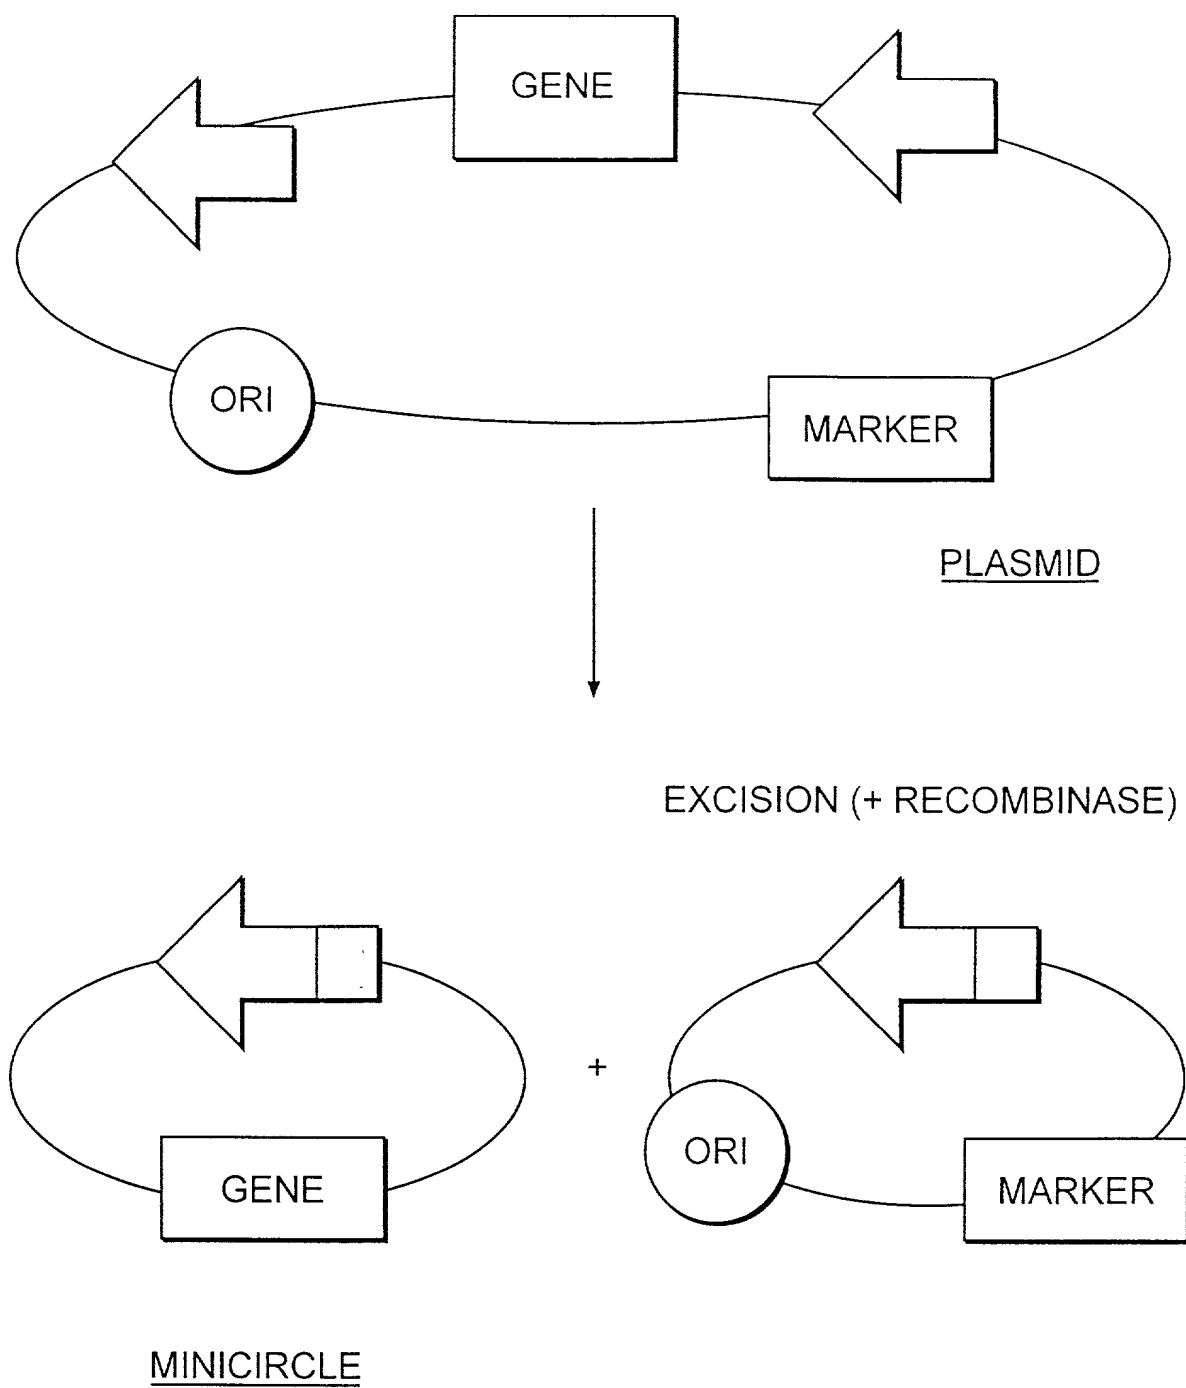 GENE
ORI
MARKER
PLASMID
EXCISION (+ RECOMBINASE)
+
ORI
GENE
MARKER
MINICIRCLE